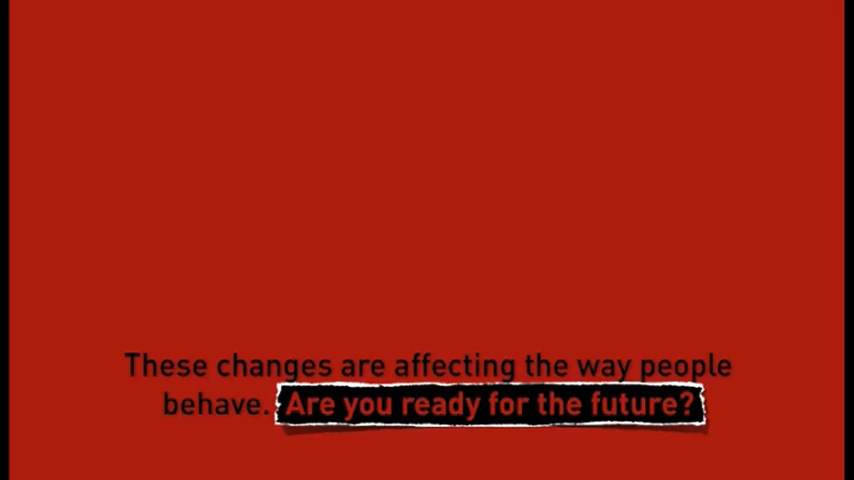 These changes are affecting the way people
behave. Are you ready for the future?